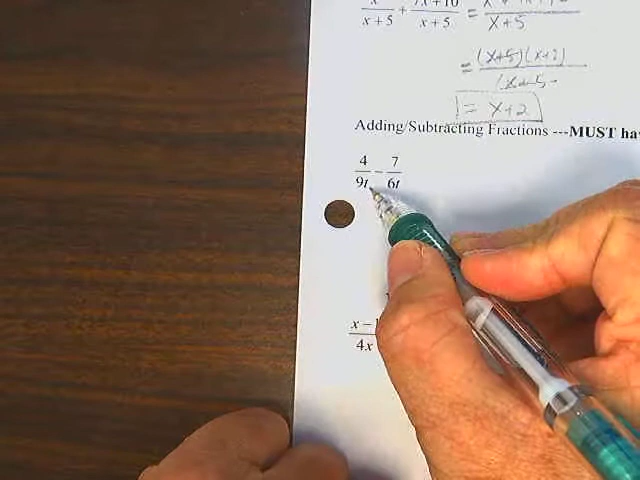 x/(x + 5) + 7x + 10/(x + 5) = /(x+5)
= (x+5)(x+2)/(x+5)
= x+2
Adding/Subtracting Fractions ---MUST ha
4/9t − 7/6t
x − 1/4x